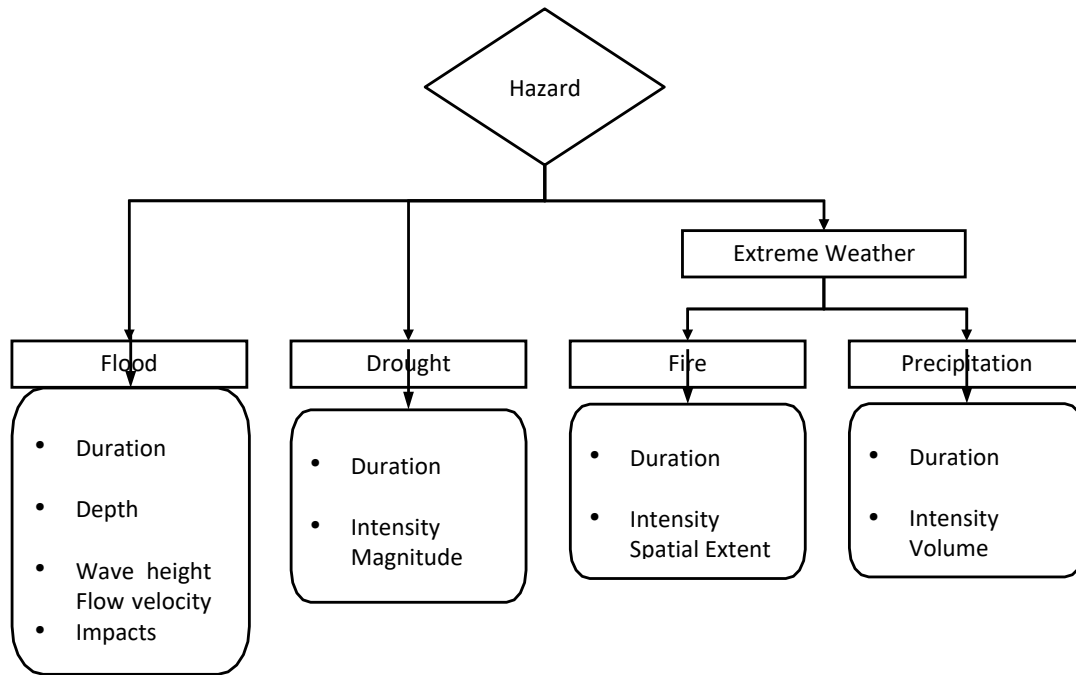 Hazard
Extreme Weather
Flood
Drought
Fire
Precipitation
• Duration
• Depth
• Wave height
Flow velocity
• Impacts
• Duration
• Intensity
Magnitude
• Duration
• Intensity
Spatial Extent
• Duration
• Intensity
Volume